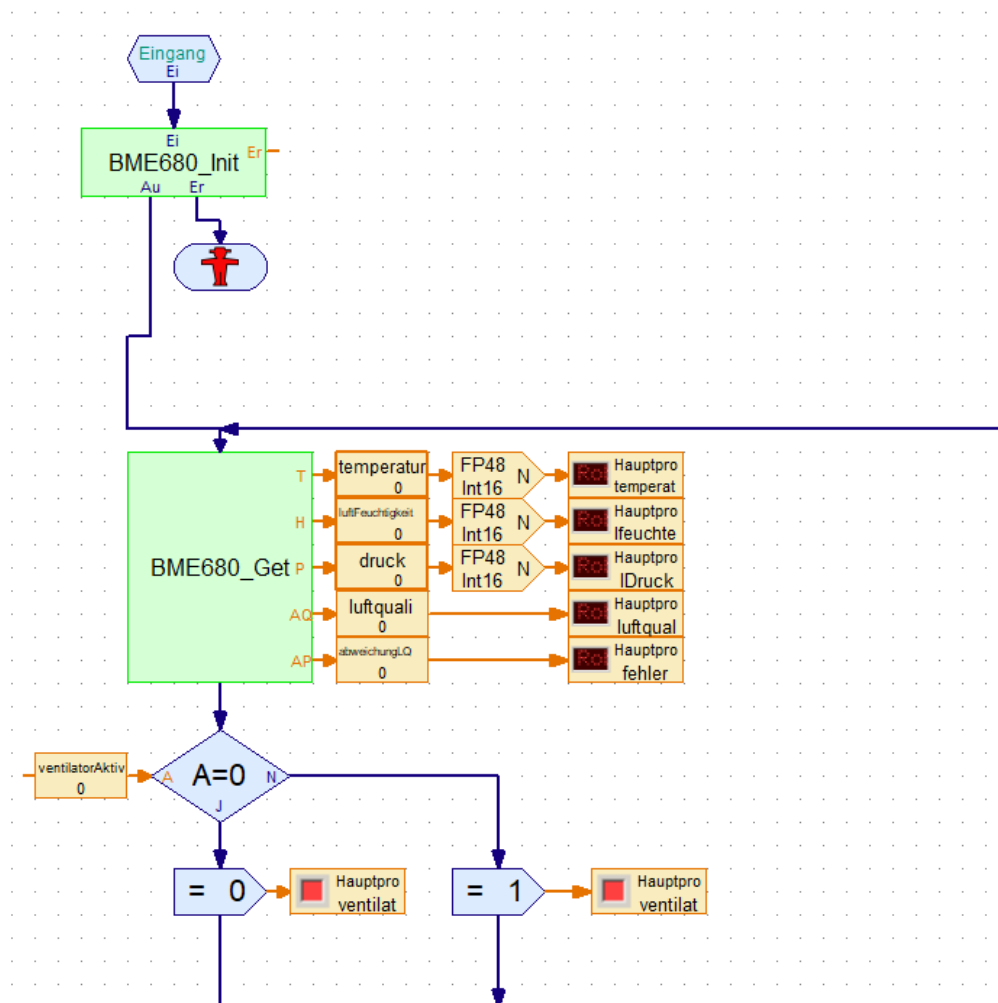 Eingang
Ei
Ei
Er
BME680_Init
Au Er
T
temperatur
0
FP48
Int16
N
Hauptpro
temperat
H
luftFeuchtigkeit
0
FP48
Int16
N
Hauptpro
lfeuchte
BME680_Get
P
druck
0
FP48
Int16
N
Hauptpro
lDruck
AQ
luftquali
0
Hauptpro
luftqual
AP
abweichungLQ
0
Hauptpro
fehler
ventilatorAktiv
0
A
A=0
N
J
= 0
Hauptpro
ventilat
= 1
Hauptpro
ventilat